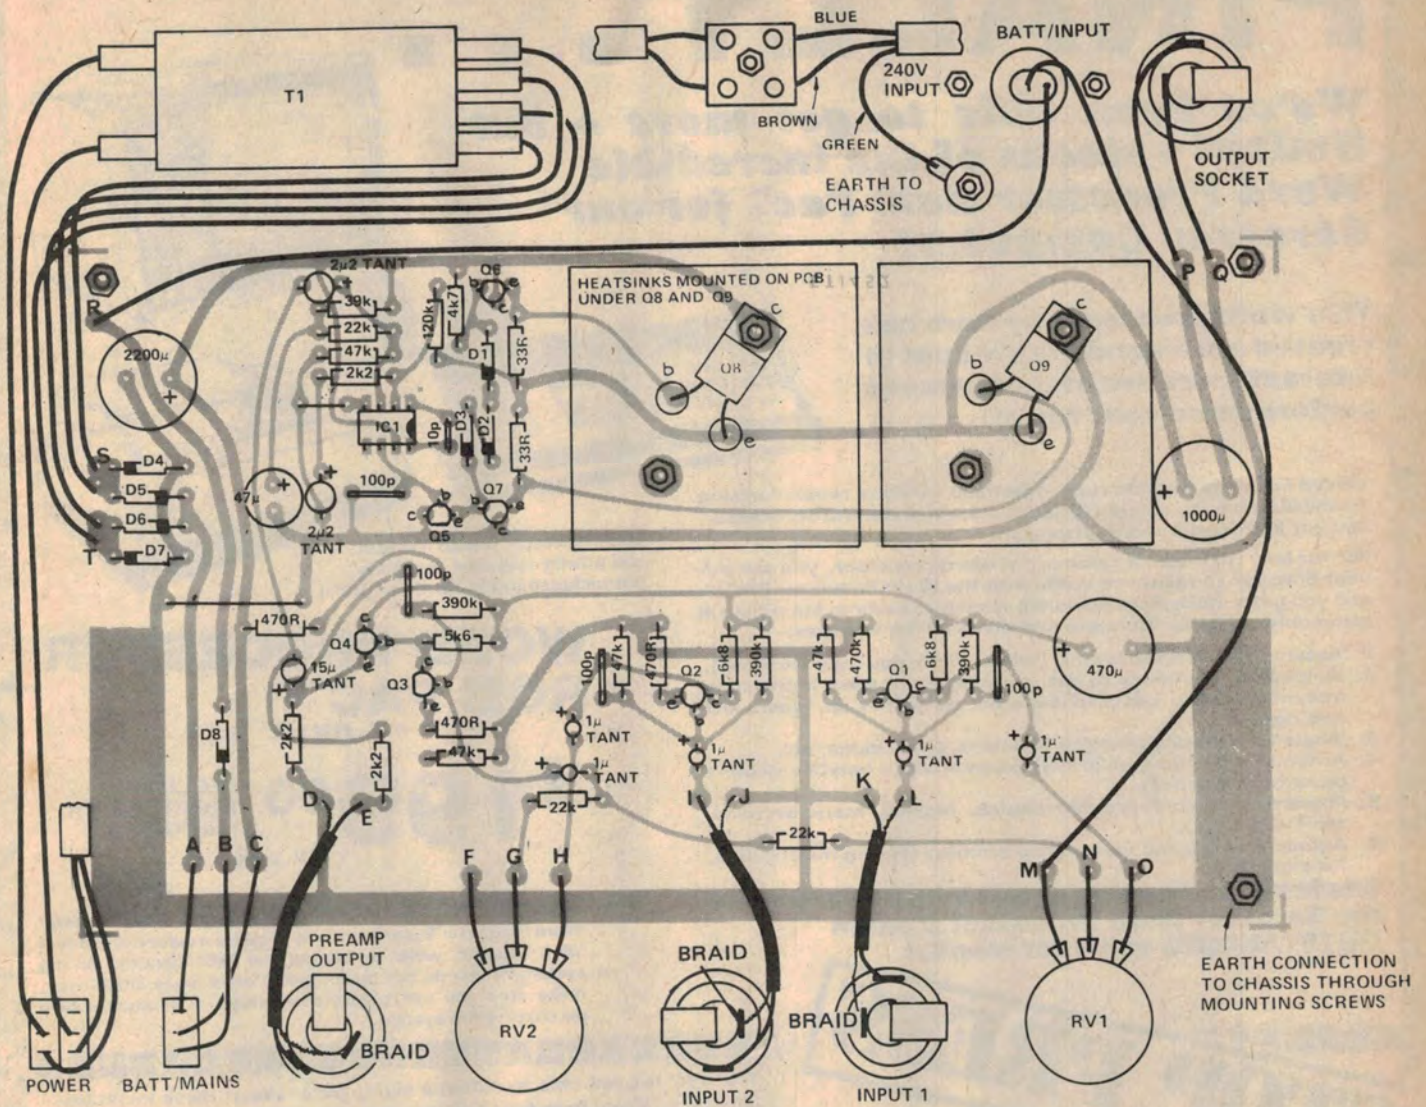 BLUE
BATT/INPUT
T1
240V
INPUT
BROWN
GREEN
OUTPUT
SOCKET
EARTH TO
CHASSIS
P
Q
R
2µ2 TANT
+
39k
22k
47k
2k2
120k
4k7
Q6
b
e
c
D1
33R
HEATSINKS MOUNTED ON PCB
UNDER Q8 AND Q9
c
Q8
b
e
c
Q9
b
e
2200µ
+
IC1
10p
D3
D2
33R
S
D4
D5
D6
D7
T
47µ
+
+
2µ2
TANT
100p
c
b
e
Q5
Q7
b
e
c
+
1000µ
100p
390k
470R
Q4
c
b
e
5k6
15µ
TANT
+
Q3
c
b
e
470R
47k
D8
2k2
2k2
100p
47k
470R
Q2
c
e
b
6k8
390k
47k
470k
Q1
c
e
b
6k8
390k
100p
+
470µ
+
1µ
TANT
+
1µ
TANT
+
1µ
TANT
+
1µ
TANT
+
1µ
TANT
22k
22k
D
E
I
J
K
L
A
B
C
F
G
H
M
N
O
PREAMP
OUTPUT
BRAID
BRAID
BRAID
RV2
RV1
EARTH CONNECTION
TO CHASSIS THROUGH
MOUNTING SCREWS
POWER
BATT/MAINS
INPUT 2
INPUT 1